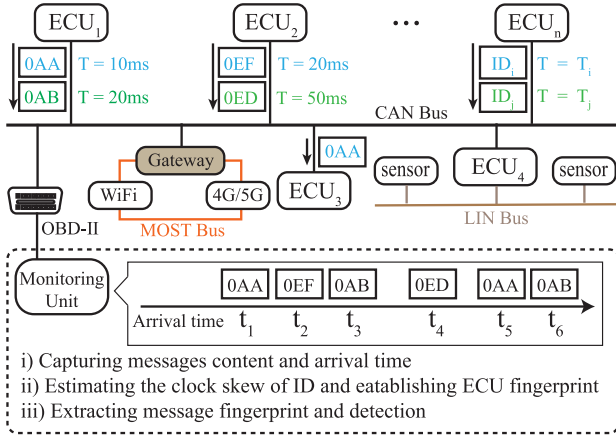 ECU₁ ECU₂ ... ECUₙ
0AA T = 10ms 0EF T = 20ms IDᵢ T = Tᵢ
0AB T = 20ms 0ED T = 50ms IDⱼ T = Tⱼ
CAN Bus
0AA
Gateway
WiFi 4G/5G ECU₃ sensor ECU₄ sensor
OBD-II MOST Bus LIN Bus
Monitoring
Unit
0AA 0EF 0AB 0ED 0AA 0AB
Arrival time t₁ t₂ t₃ t₄ t₅ t₆
i) Capturing messages content and arrival time
ii) Estimating the clock skew of ID and eatablishing ECU fingerprint
iii) Extracting message fingerprint and detection